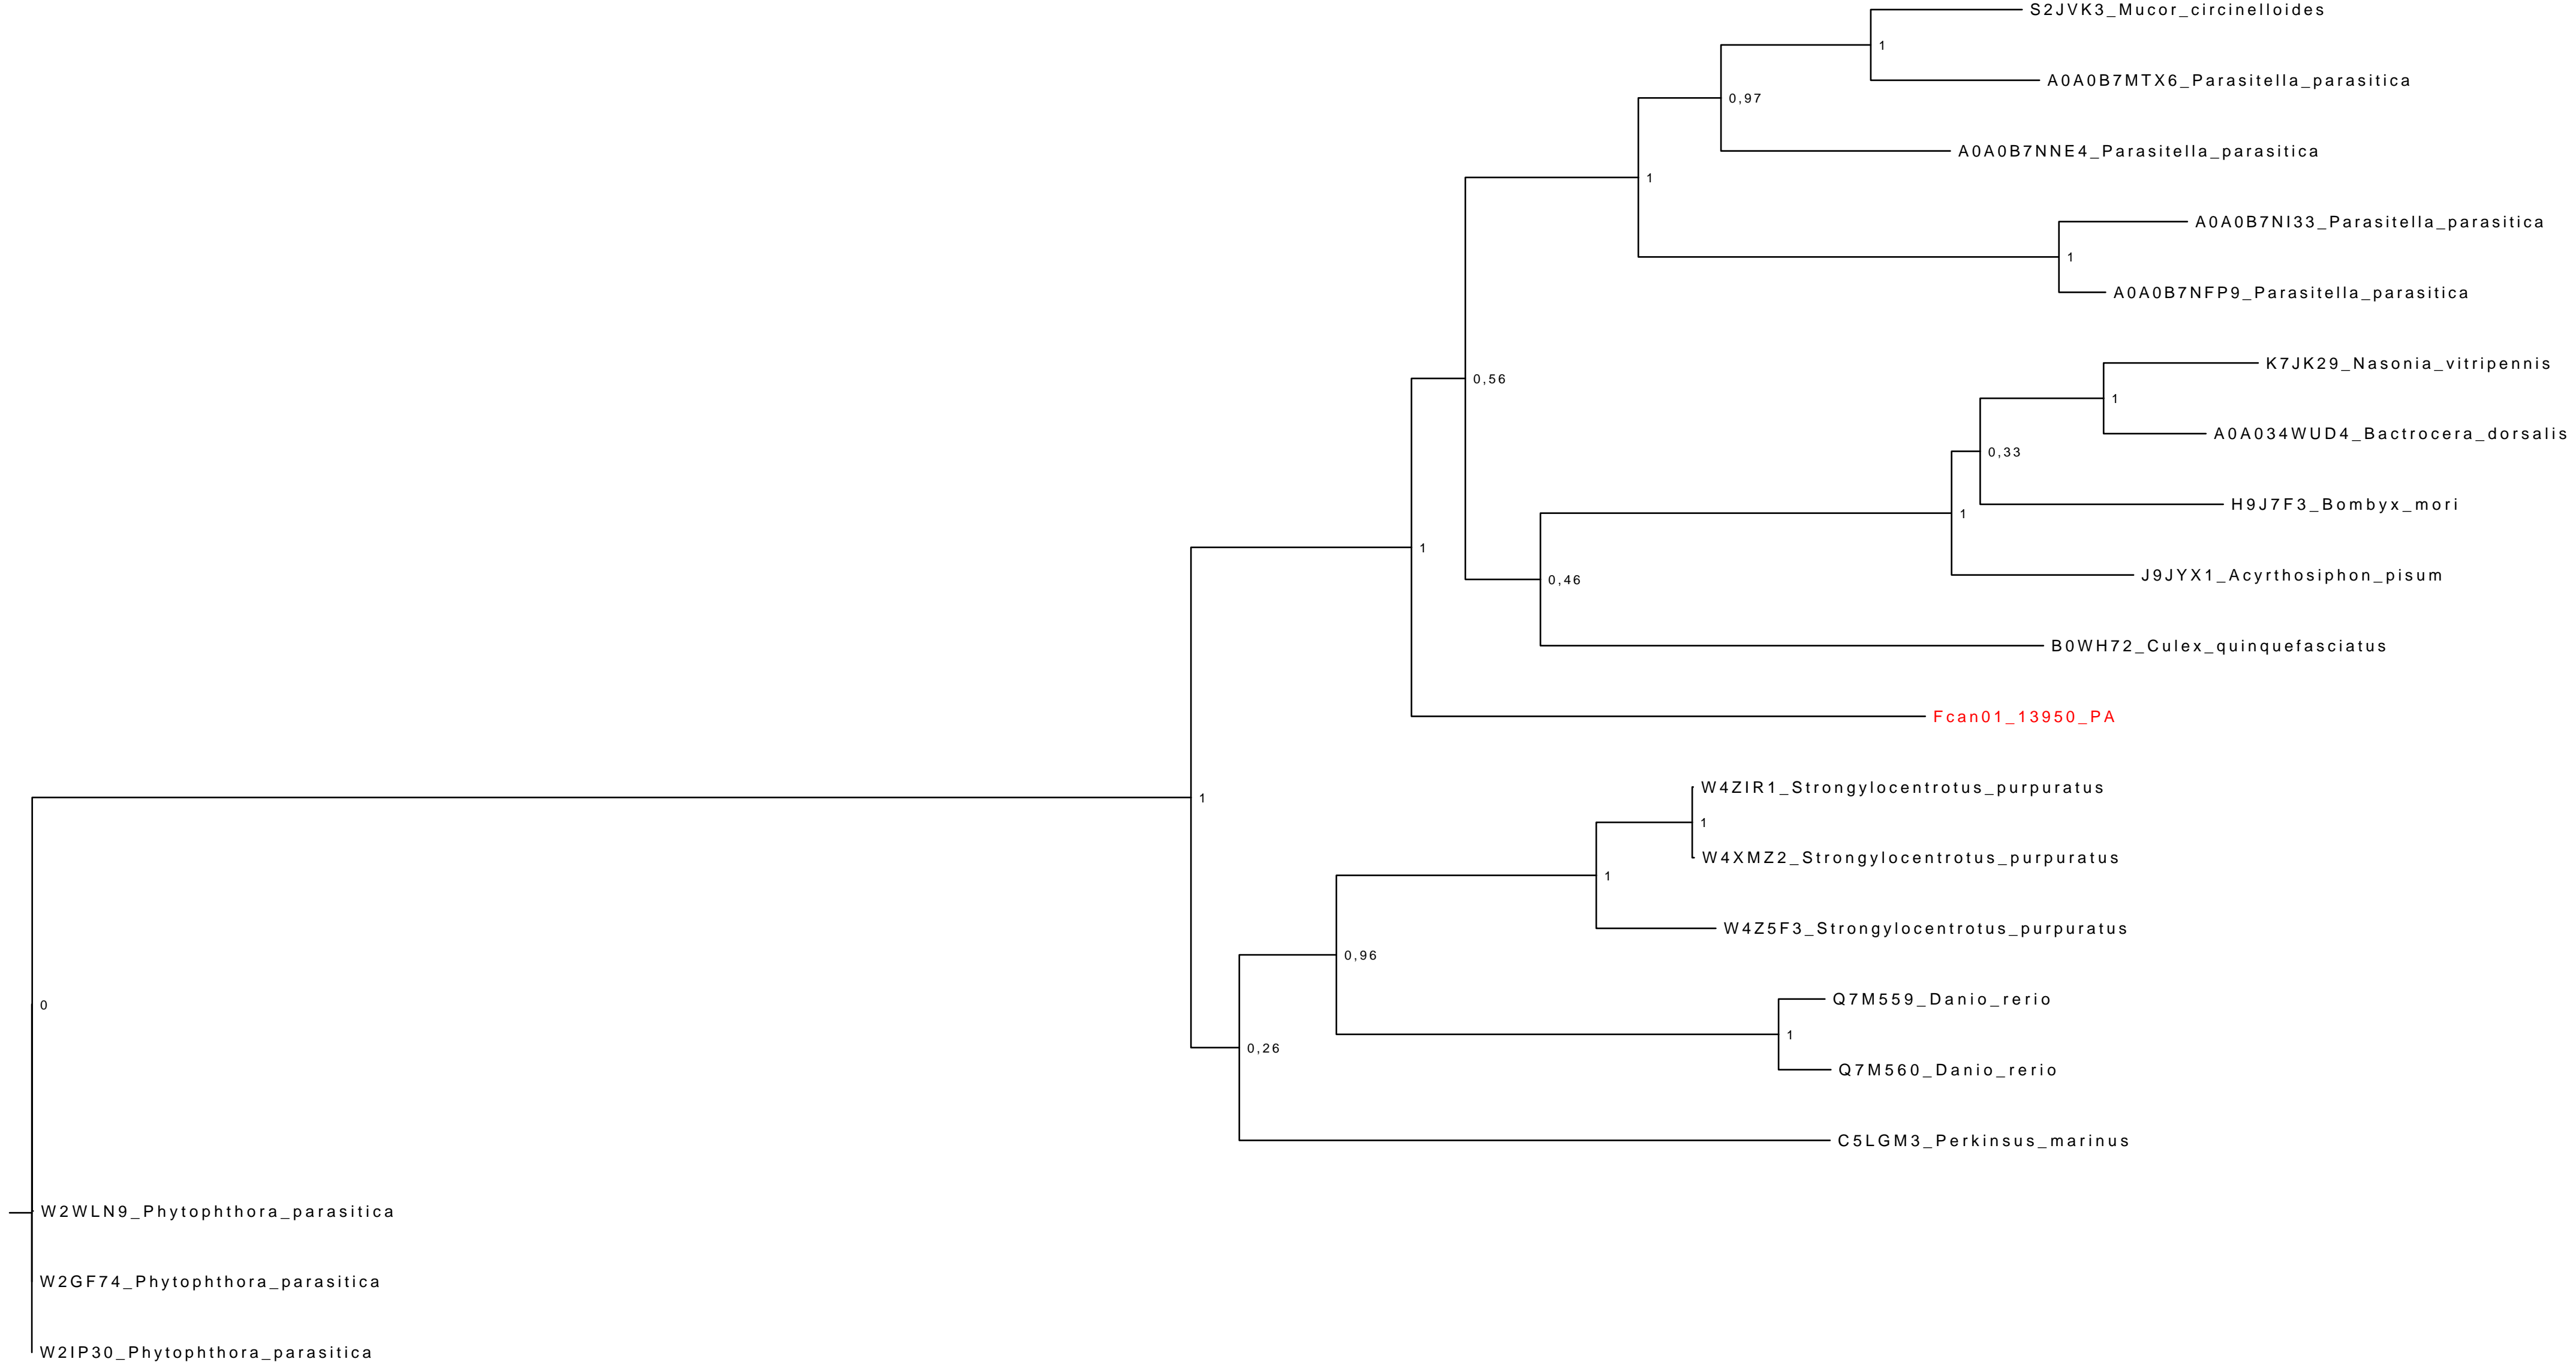 S2JVK3_Mucor_circinelloides
1
A0A0B7MTX6_Parasitella_parasitica
0,97
A0A0B7NNE4_Parasitella_parasitica
1
A0A0B7NI33_Parasitella_parasitica
1
A0A0B7NFP9_Parasitella_parasitica
0,56
K7JK29_Nasonia_vitripennis
1
A0A034WUD4_Bactrocera_dorsalis
0,33
H9J7F3_Bombyx_mori
1
J9JYX1_Acyrthosiphon_pisum
0,46
B0WH72_Culex_quinquefasciatus
1
Fcan01_13950_PA
1
W4ZIR1_Strongylocentrotus_purpuratus
1
W4XMZ2_Strongylocentrotus_purpuratus
1
W4Z5F3_Strongylocentrotus_purpuratus
0,96
Q7M559_Danio_rerio
0
1
Q7M560_Danio_rerio
0,26
C5LGM3_Perkinsus_marinus
W2WLN9_Phytophthora_parasitica
W2GF74_Phytophthora_parasitica
W2IP30_Phytophthora_parasitica